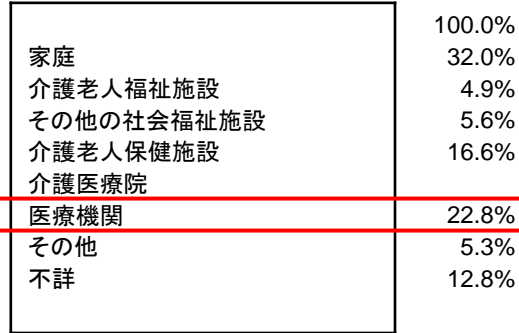 100.0%
家庭 32.0%
介護老人福祉施設 4.9%
その他の社会福祉施設 5.6%
介護老人保健施設 16.6%
介護医療院
医療機関 22.8%
その他 5.3%
不詳 12.8%